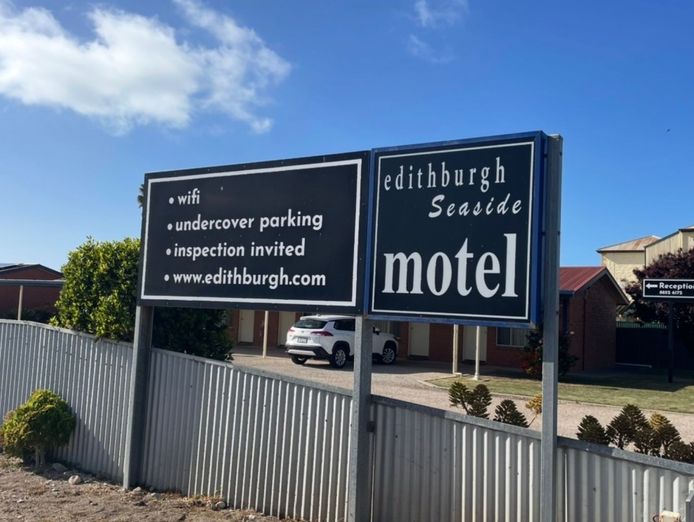 • wifi
• undercover parking
• inspection invited
• www.edithburgh.com
edithburgh
Seaside
motel
Reception